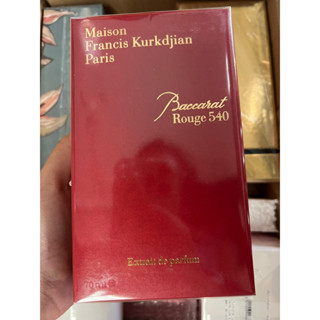 Maison
Francis Kurkdjian
Paris
Baccarat
Rouge 540
Extrait de parfum